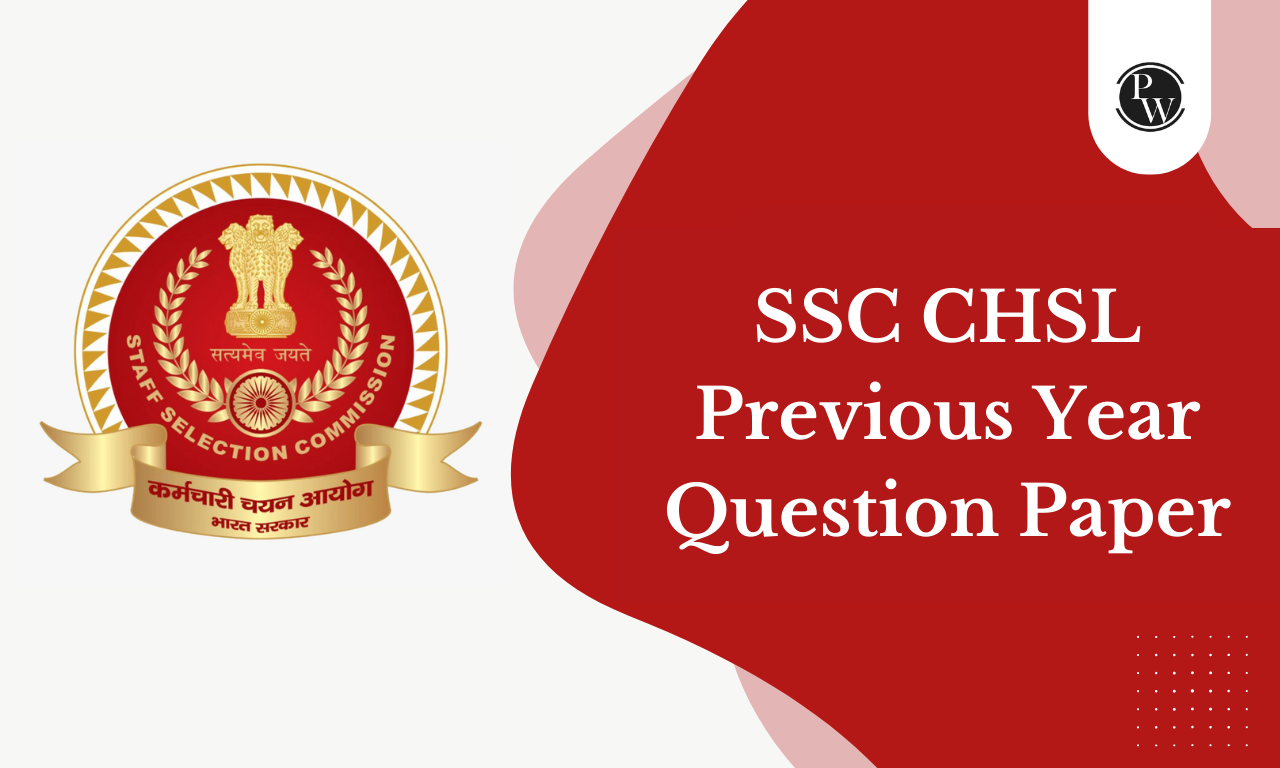 सत्यमेव जयते
STAFF SELECTION COMMISSION
कर्मचारी चयन आयोग
भारत सरकार
PW
SSC CHSL
Previous Year
Question Paper